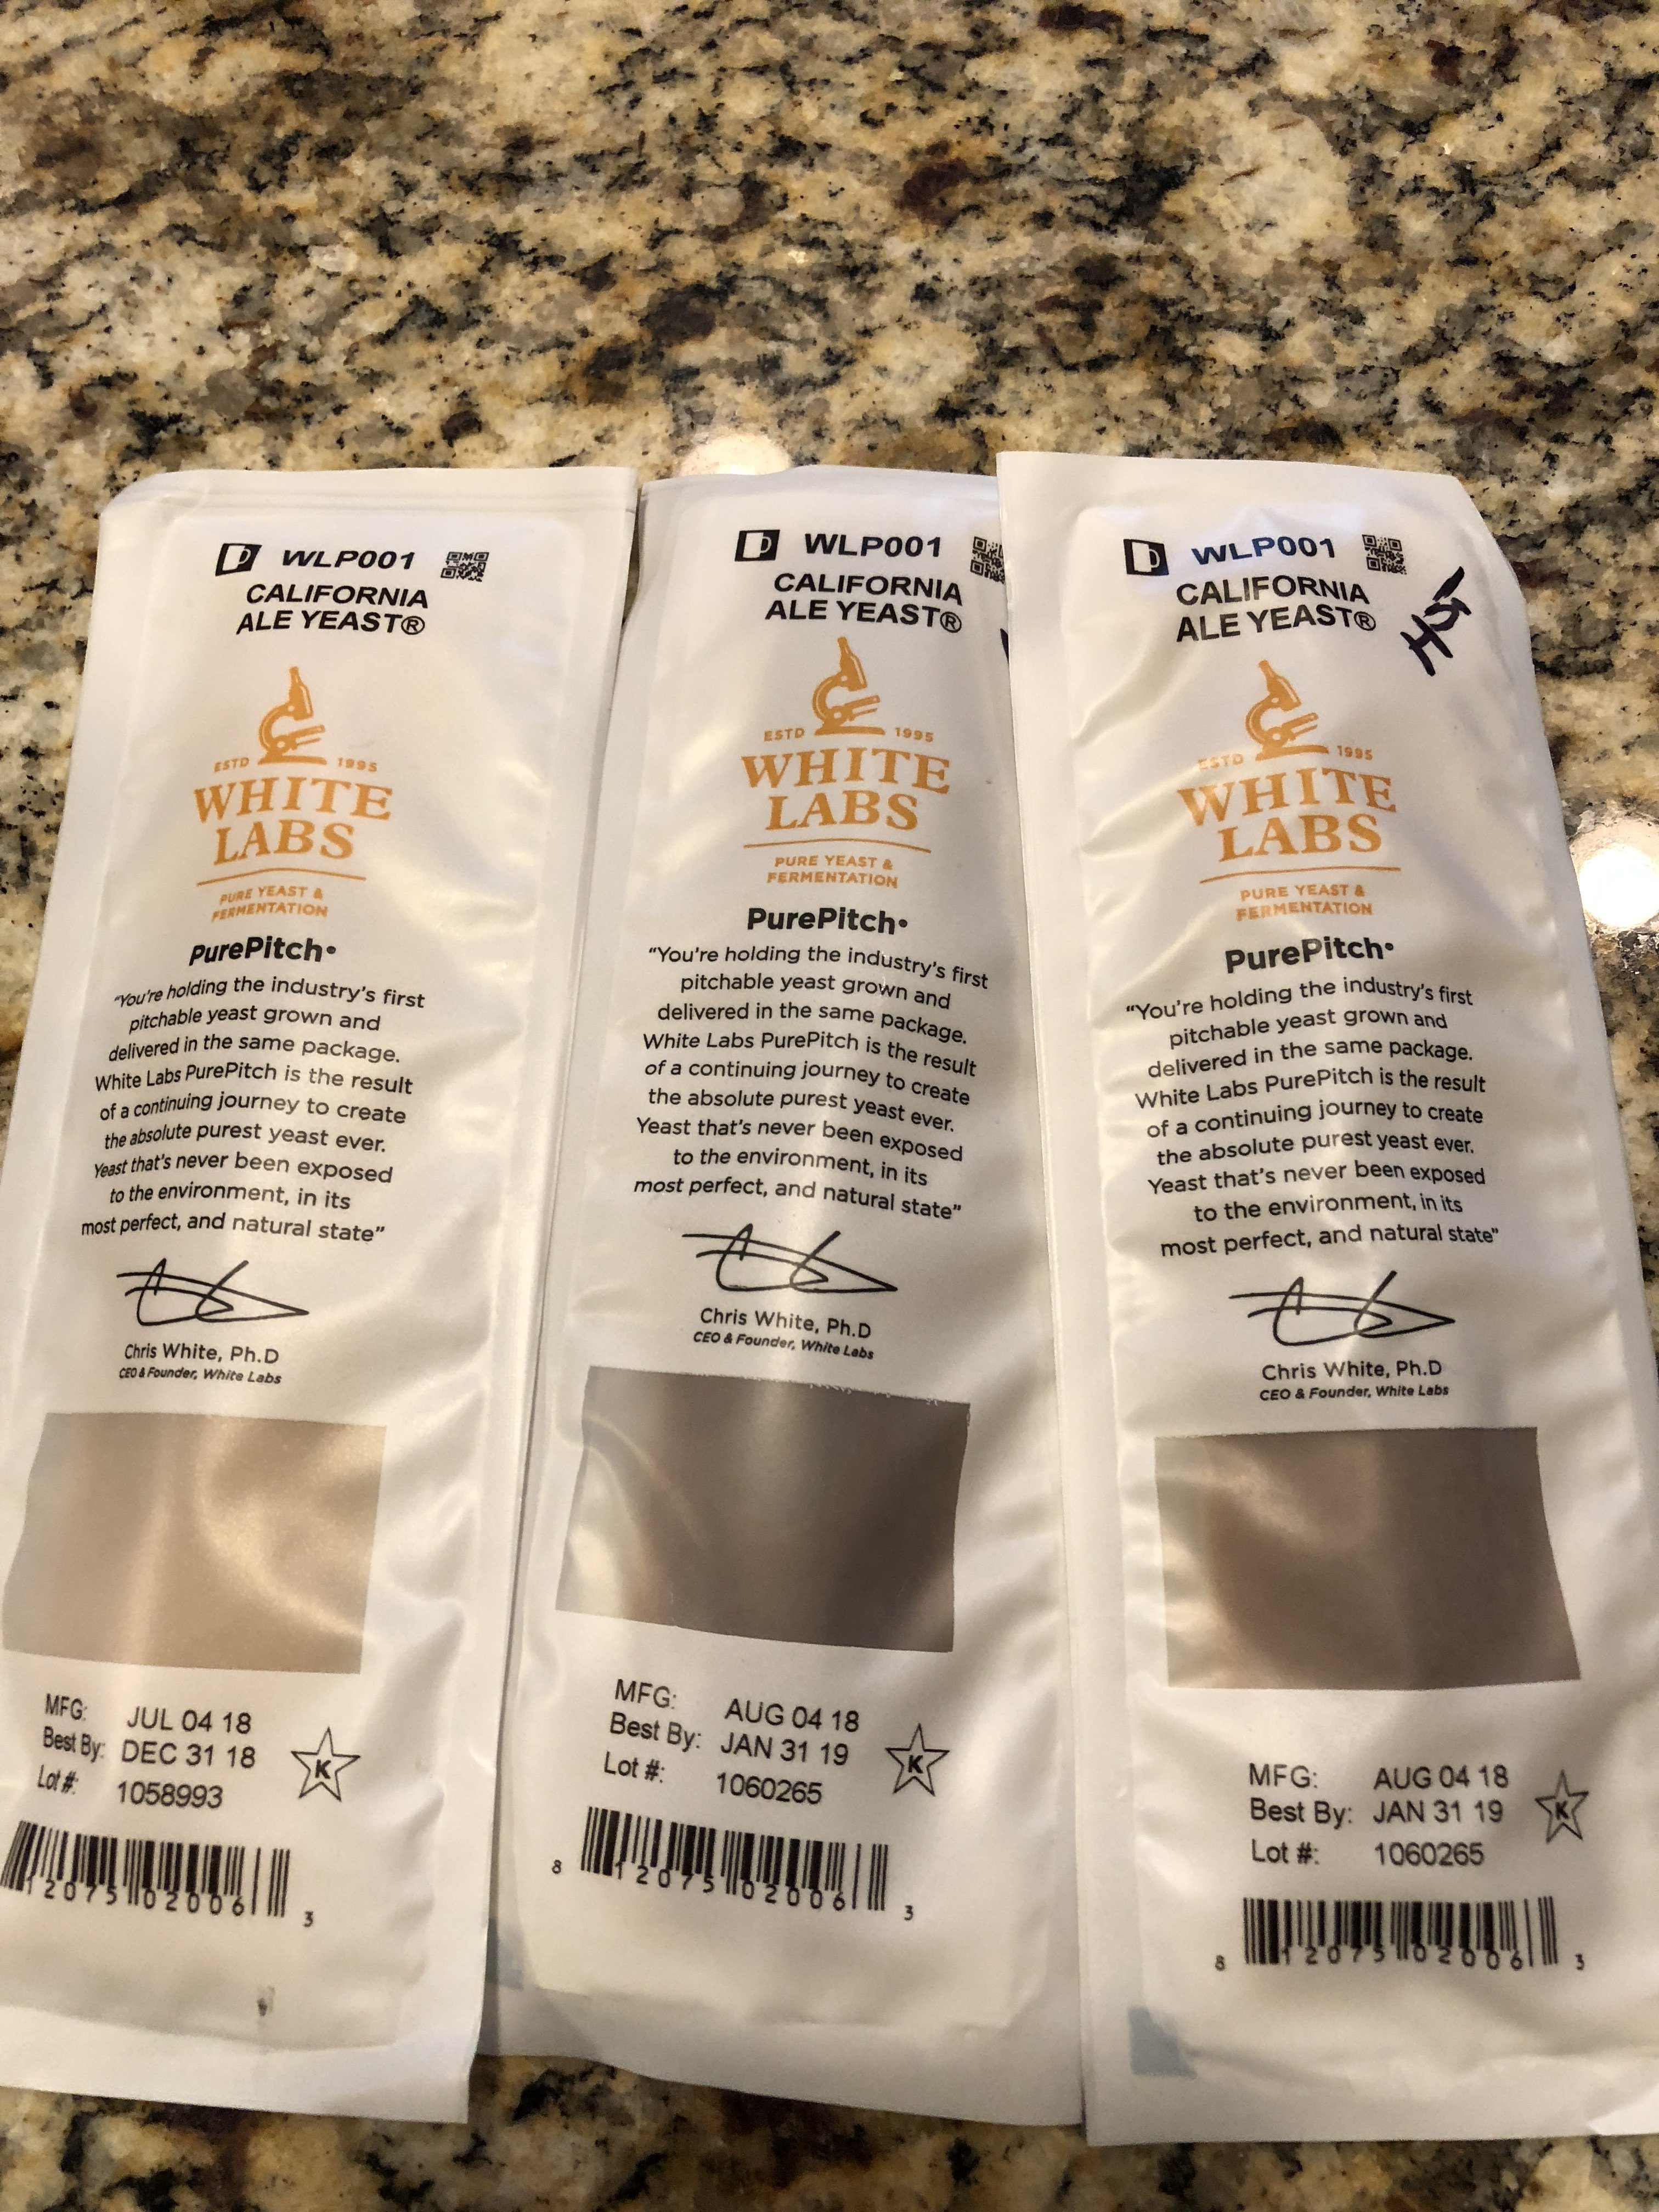 WLP001
CALIFORNIA
ALE YEAST®
ESTD 1995
WHITE
LABS
PURE YEAST &
FERMENTATION
PurePitch
“You’re holding the industry’s first
pitchable yeast grown and
delivered in the same package.
White Labs PurePitch is the result
of a continuing journey to create
the absolute purest yeast ever.
Yeast that’s never been exposed
to the environment, in its
most perfect, and natural state”
Chris White, Ph.D
CEO & Founder, White Labs
MFG: JUL 04 18
Best By: DEC 31 18
Lot #: 1058993
K
12075 02006 3
WLP001
CALIFORNIA
ALE YEAST®
ESTD 1995
WHITE
LABS
PURE YEAST &
FERMENTATION
PurePitch
“You’re holding the industry’s first
pitchable yeast grown and
delivered in the same package.
White Labs PurePitch is the result
of a continuing journey to create
the absolute purest yeast ever.
Yeast that’s never been exposed
to the environment, in its
most perfect, and natural state”
Chris White, Ph.D
CEO & Founder, White Labs
MFG: AUG 04 18
Best By: JAN 31 19
Lot #: 1060265
K
8 12075 02006 3
WLP001
CALIFORNIA
ALE YEAST®
ESTD 1995
WHITE
LABS
PURE YEAST &
FERMENTATION
PurePitch
“You’re holding the industry’s first
pitchable yeast grown and
delivered in the same package.
White Labs PurePitch is the result
of a continuing journey to create
the absolute purest yeast ever.
Yeast that’s never been exposed
to the environment, in its
most perfect, and natural state”
Chris White, Ph.D
CEO & Founder, White Labs
MFG: AUG 04 18
Best By: JAN 31 19
Lot #: 1060265
K
8 12075 02006 3